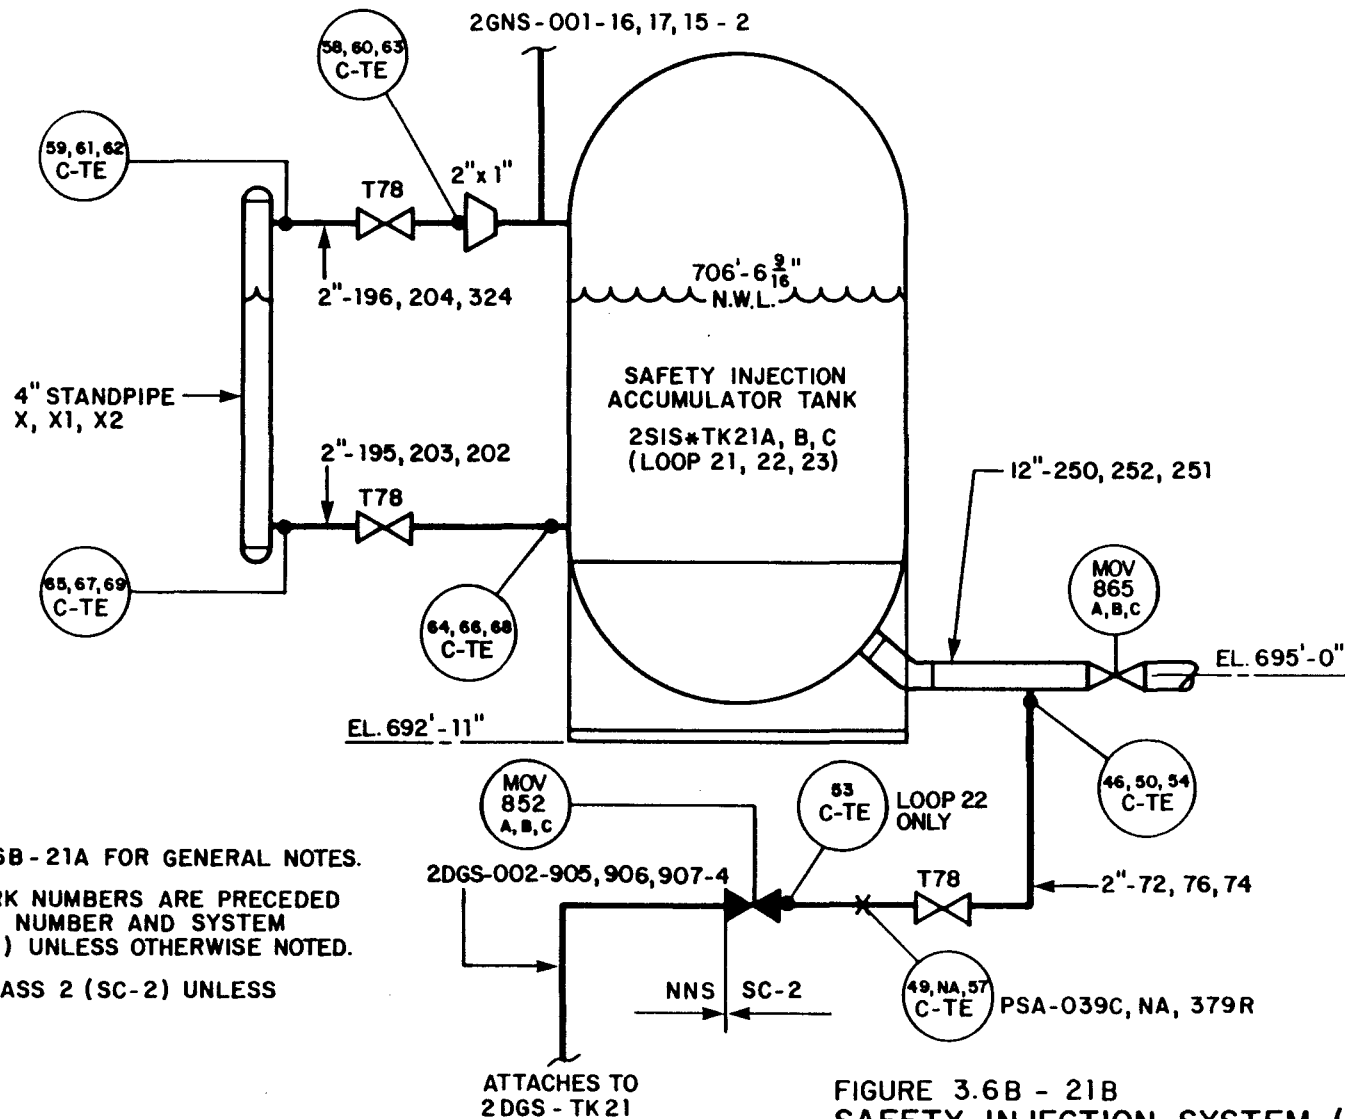 2GNS-001-16, 17, 15 - 2
58, 60, 63
C-TE
59, 61, 62
C-TE
T78
2"x 1"
706'-6 9/16"
N.W.L.
2"-196, 204, 324
4" STANDPIPE
X, X1, X2
SAFETY INJECTION
ACCUMULATOR TANK
2SIS*TK21A, B, C
(LOOP 21, 22, 23)
2"-195, 203, 202
T78
12"-250, 252, 251
65, 67, 69
C-TE
64, 66, 68
C-TE
MOV
865
A, B, C
EL. 695'-0"
EL. 692'-11"
46, 50, 54
C-TE
MOV
852
A, B, C
53
C-TE
LOOP 22
ONLY
6B-21A FOR GENERAL NOTES.
RK NUMBERS ARE PRECEDED
NUMBER AND SYSTEM
) UNLESS OTHERWISE NOTED.
ASS 2 (SC-2) UNLESS
2DGS-002-905, 906, 907-4
T78
2"-72, 76, 74
NNS
SC-2
49, NA, 57
C-TE
PSA-039C, NA, 379R
ATTACHES TO
2DGS - TK21
FIGURE 3.6B - 21B
SAFETY INJECTION SYSTEM (